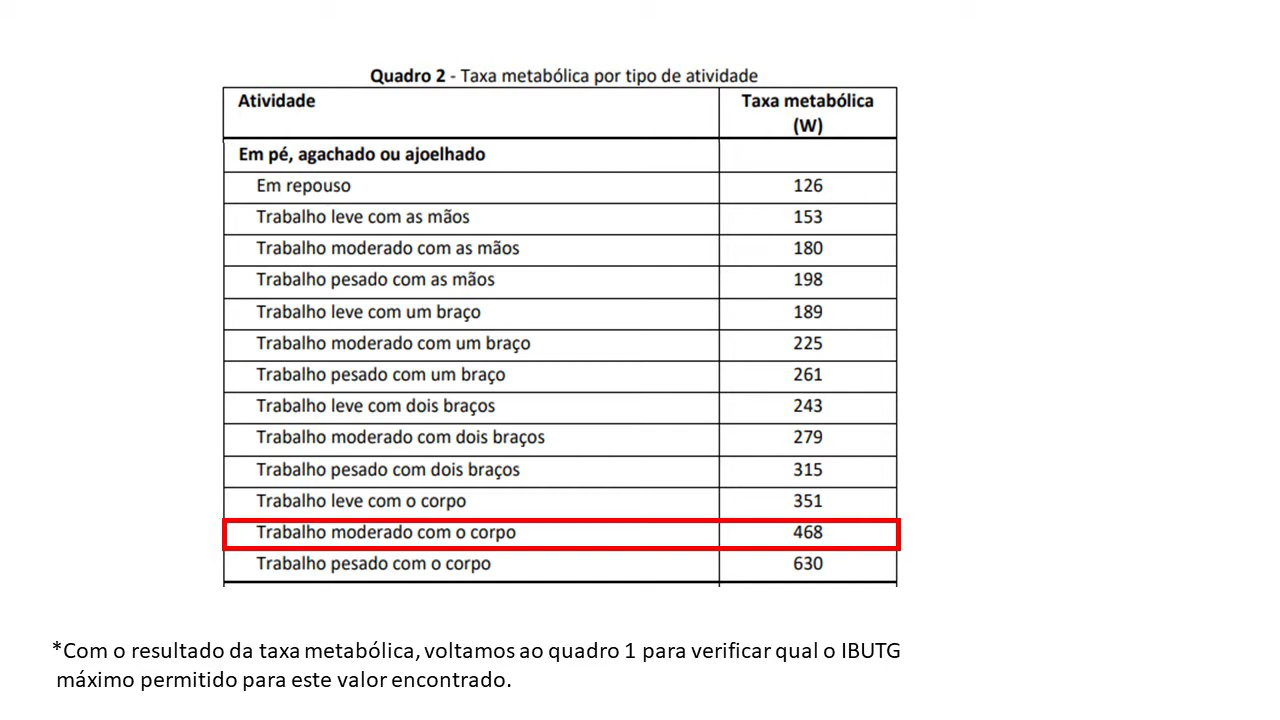 Quadro 2 - Taxa metabólica por tipo de atividade
Atividade Taxa metabólica
(W)
Em pé, agachado ou ajoelhado
Em repouso 126
Trabalho leve com as mãos 153
Trabalho moderado com as mãos 180
Trabalho pesado com as mãos 198
Trabalho leve com um braço 189
Trabalho moderado com um braço 225
Trabalho pesado com um braço 261
Trabalho leve com dois braços 243
Trabalho moderado com dois braços 279
Trabalho pesado com dois braços 315
Trabalho leve com o corpo 351
Trabalho moderado com o corpo 468
Trabalho pesado com o corpo 630
*Com o resultado da taxa metabólica, voltamos ao quadro 1 para verificar qual o IBUTG
máximo permitido para este valor encontrado.